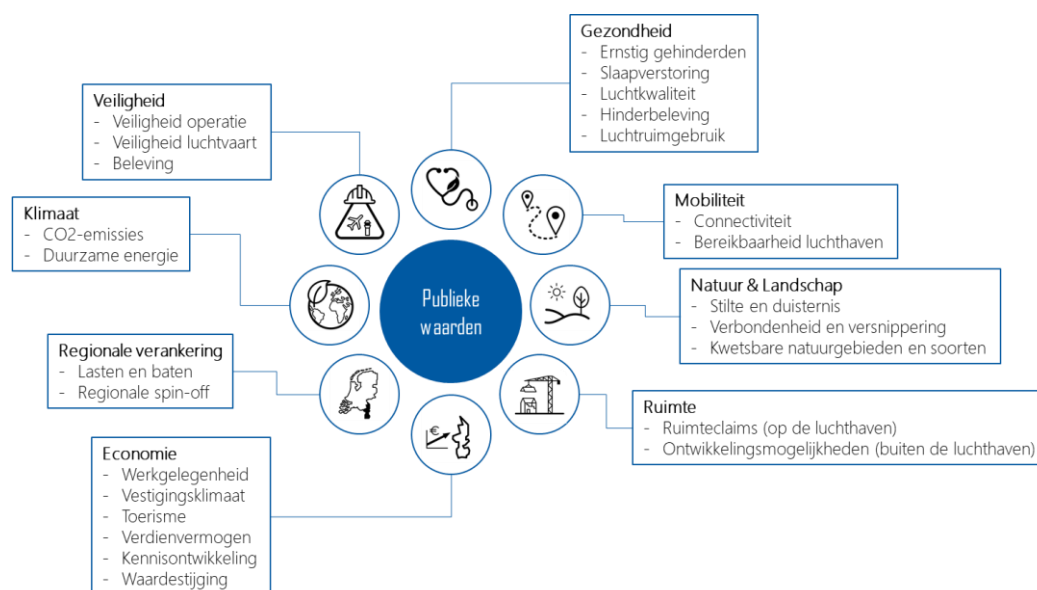 Gezondheid
- Ernstig gehinderden
- Slaapverstoring
- Luchtkwaliteit
- Hinderbeleving
- Luchtruimgebruik
Veiligheid
- Veiligheid operatie
- Veiligheid luchtvaart
- Beleving
Mobiliteit
- Connectiviteit
- Bereikbaarheid luchthaven
Klimaat
- CO2-emissies
- Duurzame energie
Publieke
waarden
Natuur & Landschap
- Stilte en duisternis
- Verbondenheid en versnippering
- Kwetsbare natuurgebieden en soorten
Regionale verankering
- Lasten en baten
- Regionale spin-off
€
Ruimte
- Ruimteclaims (op de luchthaven)
- Ontwikkelingsmogelijkheden (buiten de luchthaven)
Economie
- Werkgelegenheid
- Vestigingsklimaat
- Toerisme
- Verdienvermogen
- Kennisontwikkeling
- Waardestijging